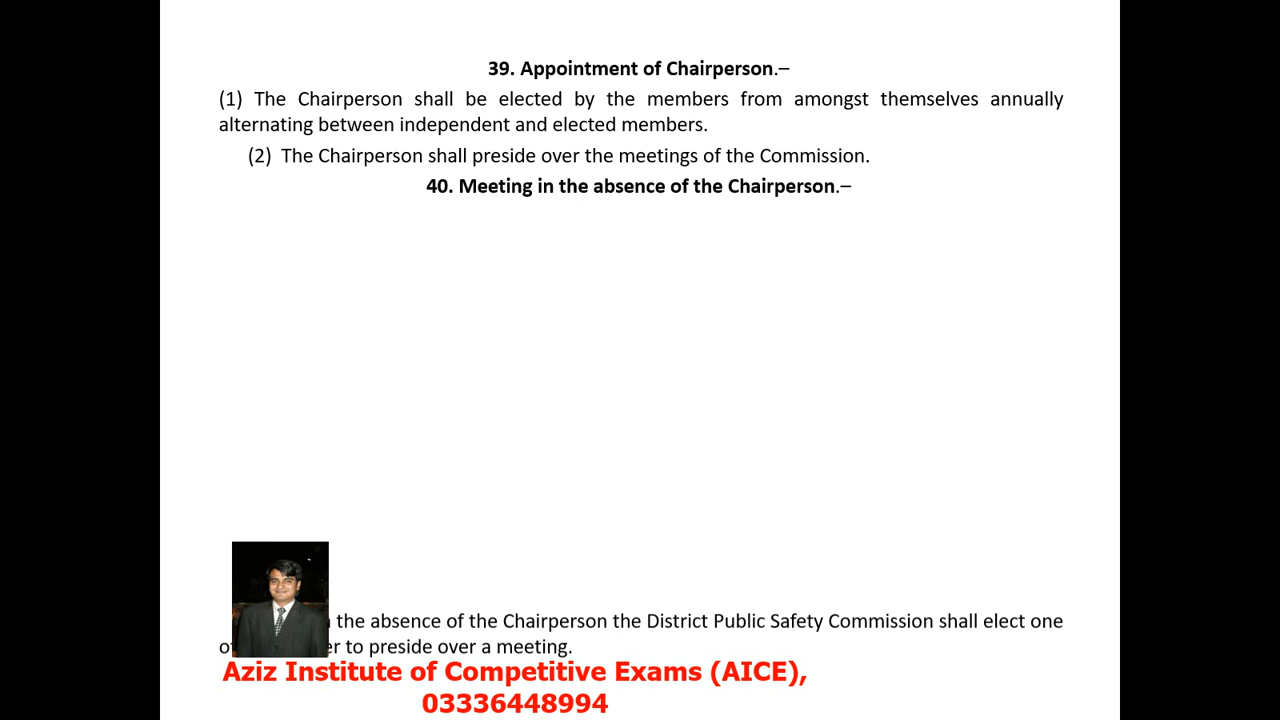 39. Appointment of Chairperson.–
(1) The Chairperson shall be elected by the members from amongst themselves annually
alternating between independent and elected members.
(2) The Chairperson shall preside over the meetings of the Commission.
40. Meeting in the absence of the Chairperson.–
the absence of the Chairperson the District Public Safety Commission shall elect one
to preside over a meeting.
Aziz Institute of Competitive Exams (AICE),
03336448994